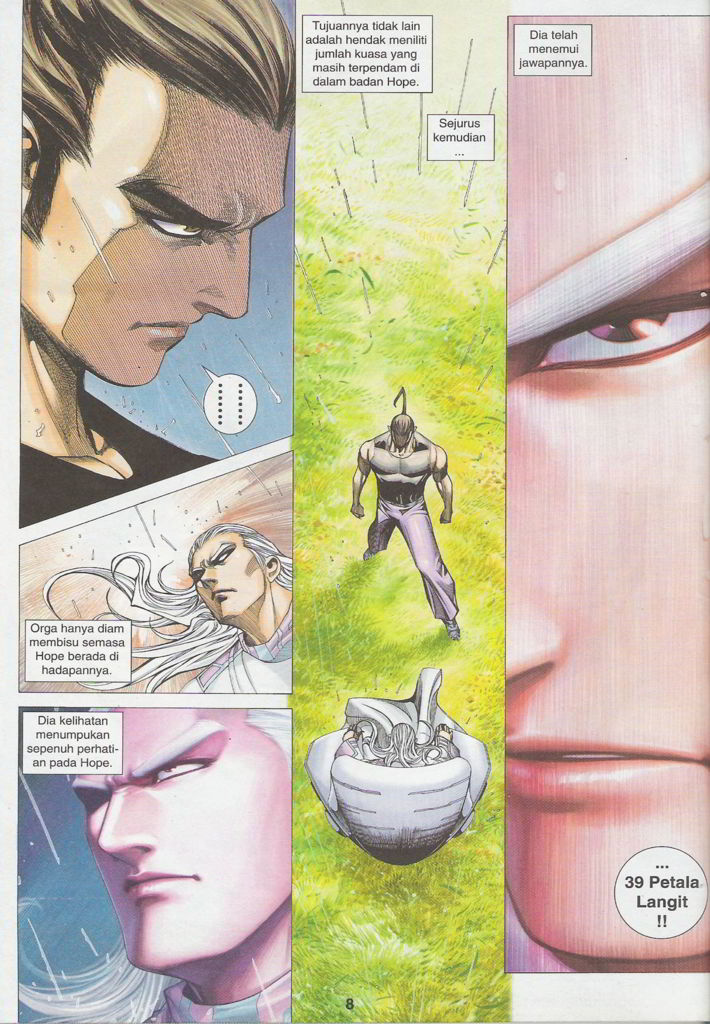 ......
......
Orga hanya diam
membisu semasa
Hope berada di
hadapannya.
Dia kelihatan
menumpukan
sepenuh perhati-
an pada Hope.
Tujuannya tidak lain
adalah hendak meniliti
jumlah kuasa yang
masih terpendam di
dalam badan Hope.
Sejurus
kemudian
...
Dia telah
menemui
jawapannya.
...
39 Petala
Langit
!!
8